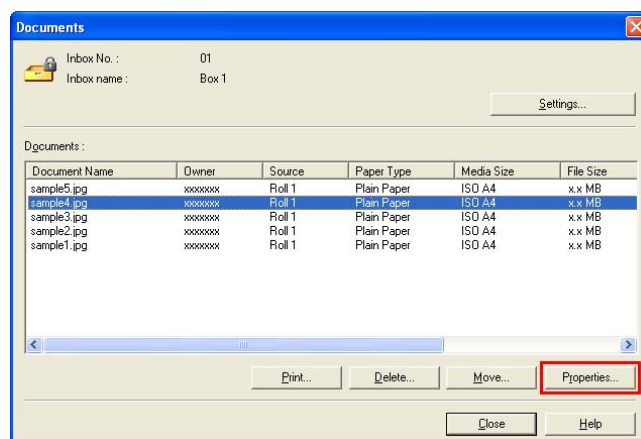 Documents
Inbox No. : 01
Inbox name : Box 1
Settings...
Documents :
Document Name Owner Source Paper Type Media Size File Size
sample5.jpg xxxxxxx Roll 1 Plain Paper ISO A4 x.x MB
sample4.jpg xxxxxxx Roll 1 Plain Paper ISO A4 x.x MB
sample3.jpg xxxxxxx Roll 1 Plain Paper ISO A4 x.x MB
sample2.jpg xxxxxxx Roll 1 Plain Paper ISO A4 x.x MB
sample1.jpg xxxxxxx Roll 1 Plain Paper ISO A4 x.x MB
Print... Delete... Move... Properties...
Close Help